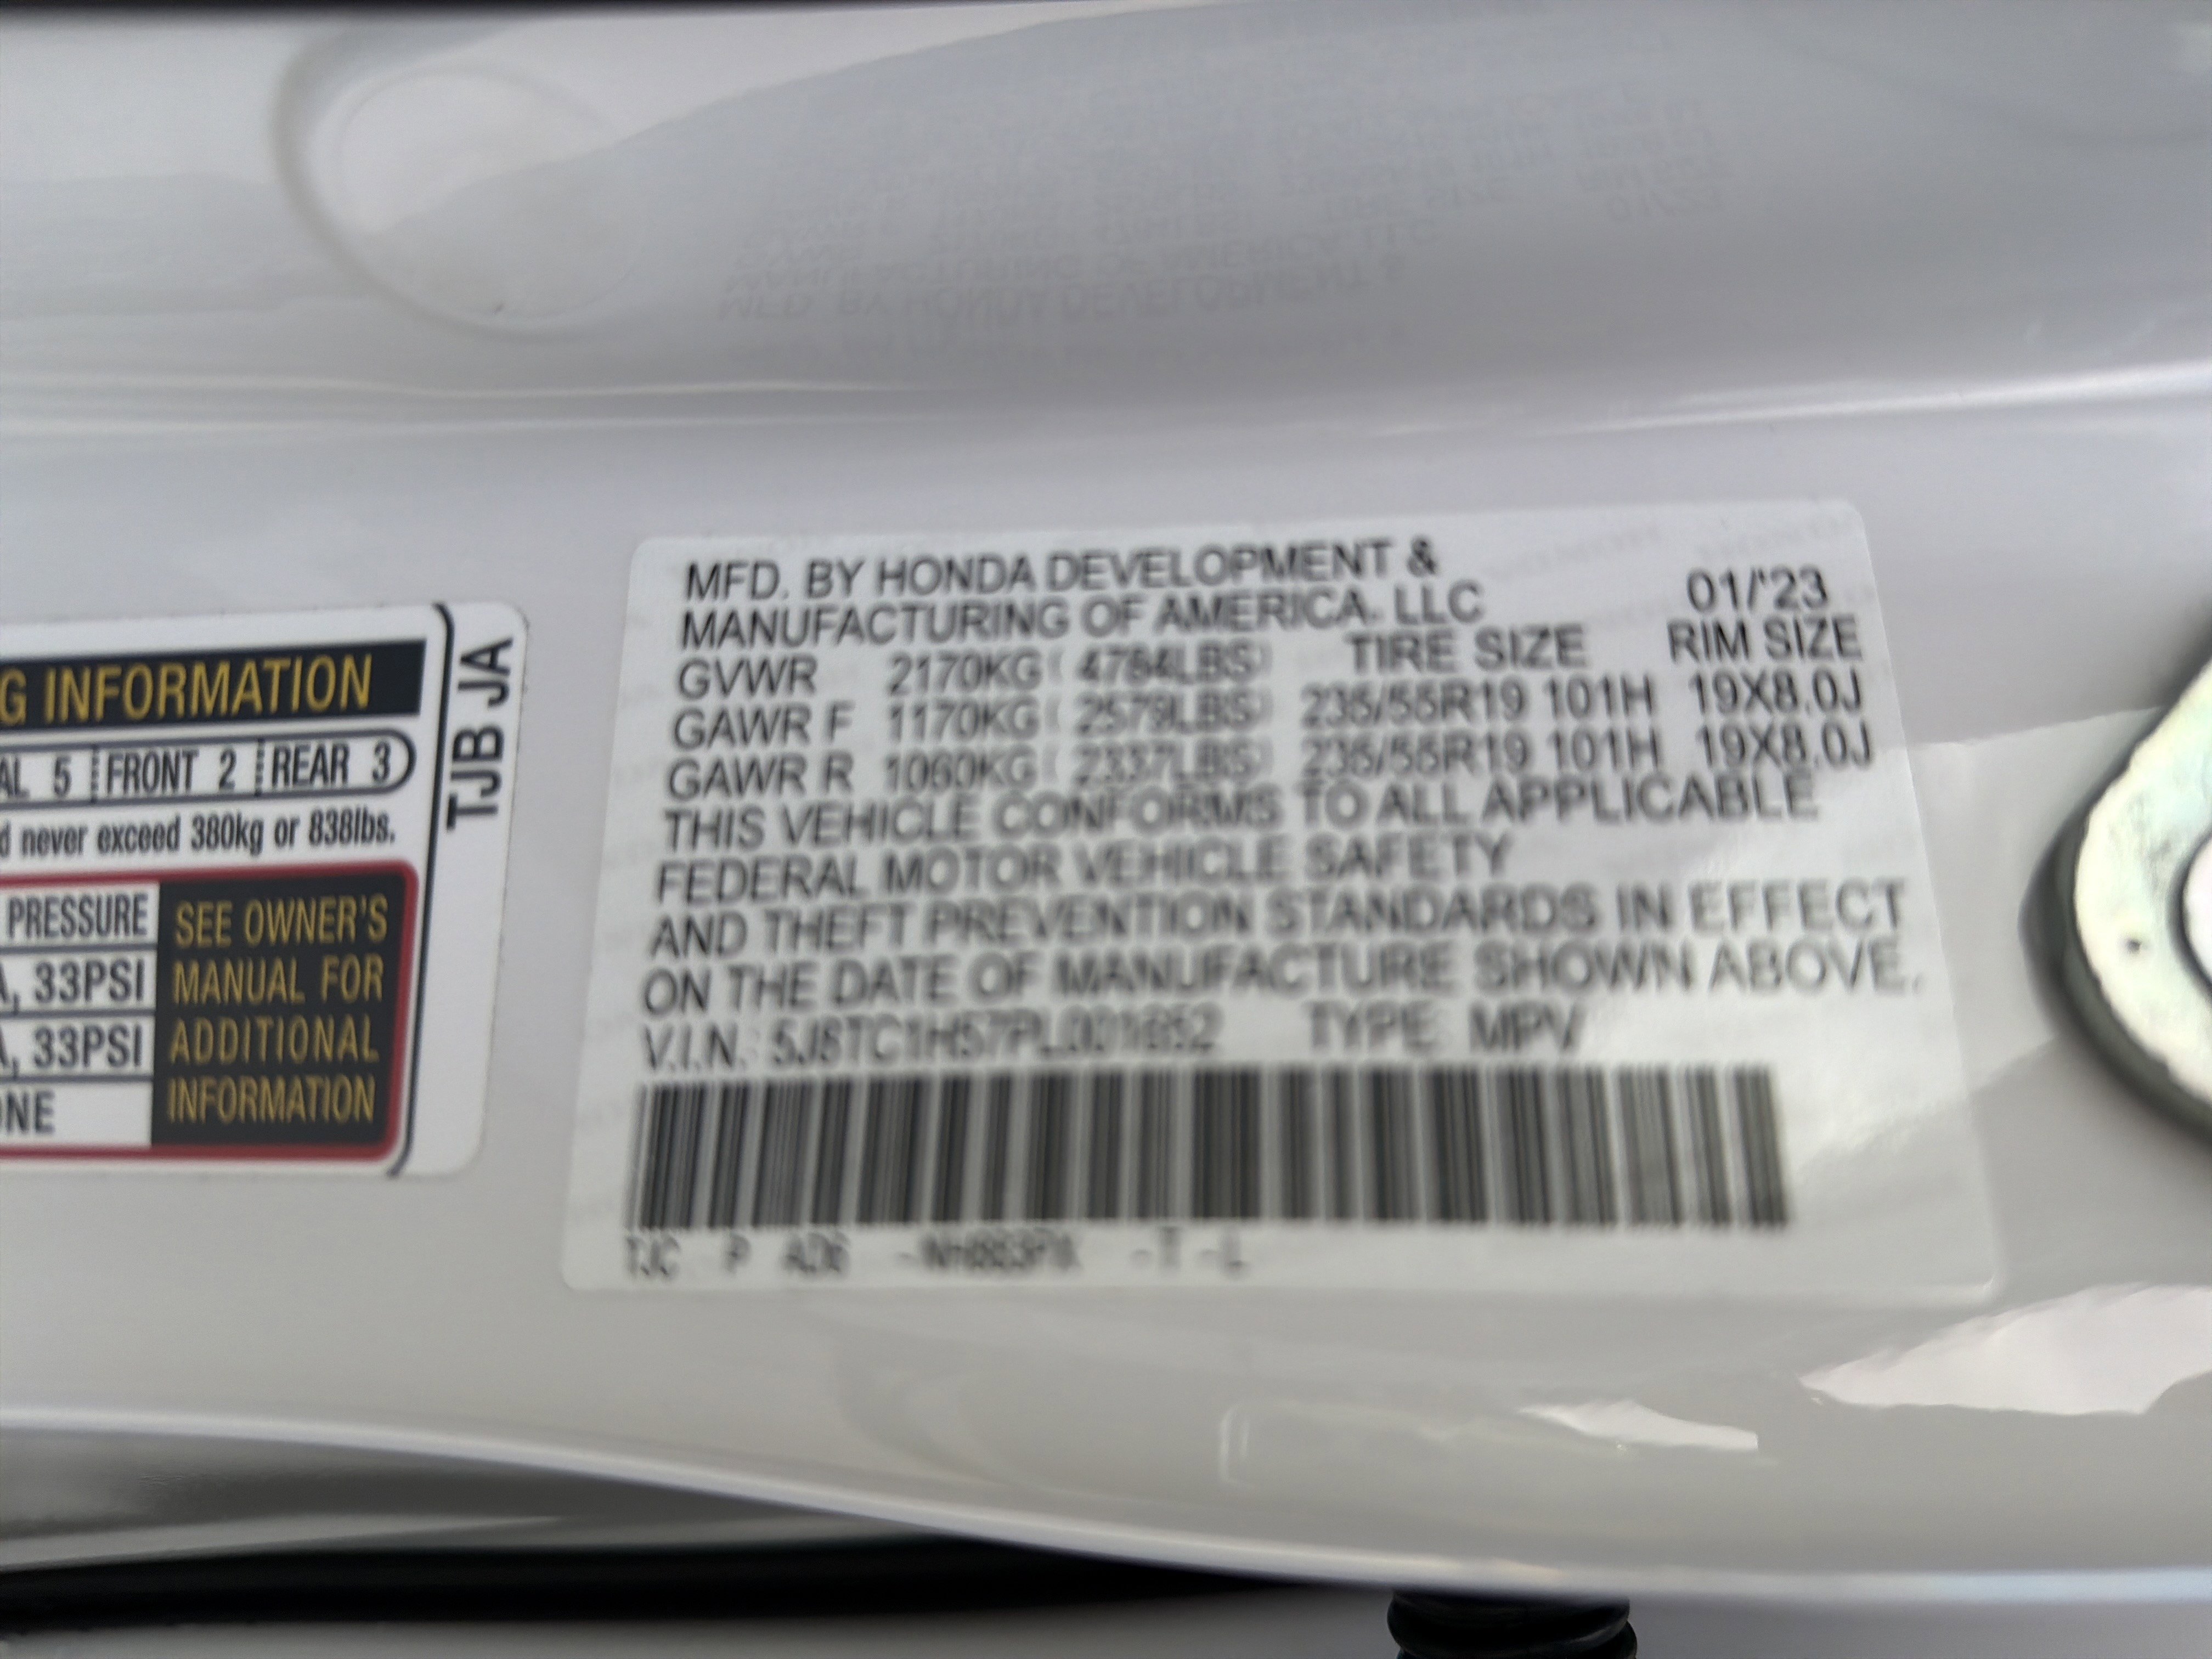 G INFORMATION
AL 5 FRONT 2 REAR 3
d never exceed 380kg or 838lbs.
PRESSURE
A, 33PSI
A, 33PSI
ONE
SEE OWNER'S
MANUAL FOR
ADDITIONAL
INFORMATION
TJB JA
MFD. BY HONDA DEVELOPMENT &
MANUFACTURING OF AMERICA, LLC 01/'23
GVWR 2170KG( 4784LBS) TIRE SIZE RIM SIZE
GAWR F 1170KG( 2579LBS) 235/55R19 101H 19X8.0J
GAWR R 1060KG( 2337LBS) 235/55R19 101H 19X8.0J
THIS VEHICLE CONFORMS TO ALL APPLICABLE
FEDERAL MOTOR VEHICLE SAFETY
AND THEFT PREVENTION STANDARDS IN EFFECT
ON THE DATE OF MANUFACTURE SHOWN ABOVE.
V.I.N. TYPE MPV
TJC P -T -L